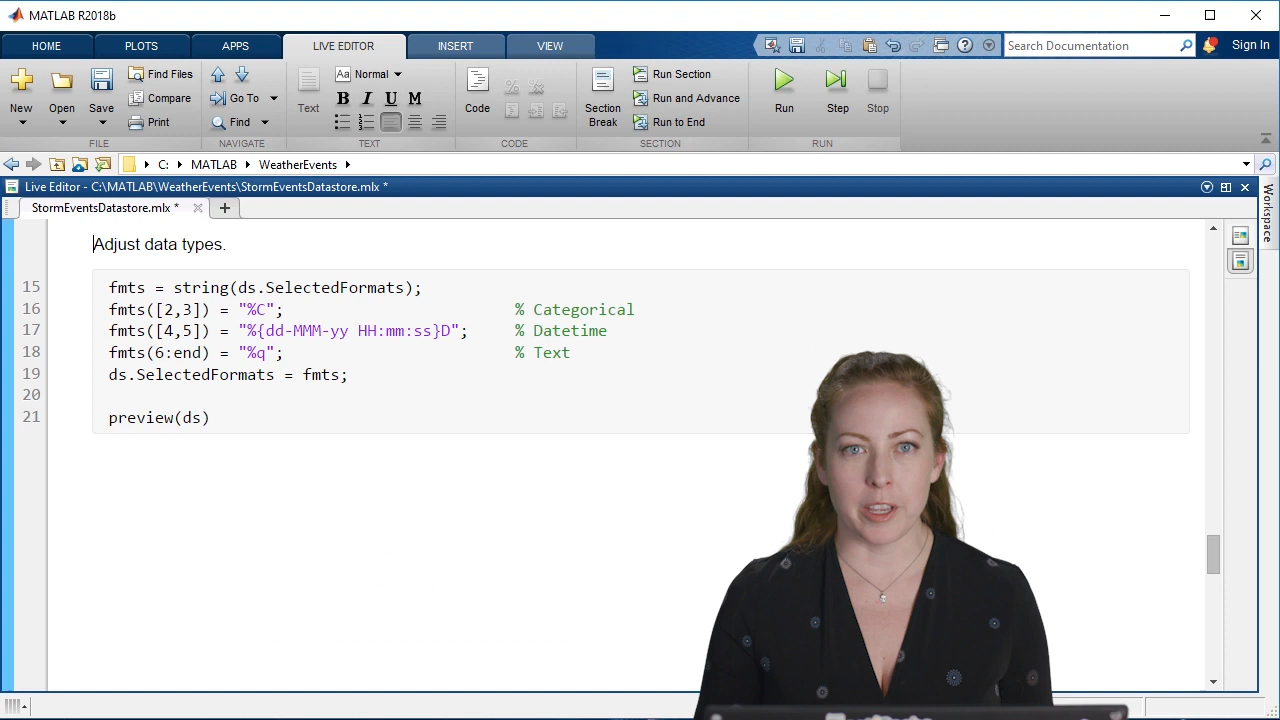 MATLAB R2018b
HOME PLOTS APPS LIVE EDITOR INSERT VIEW
Search Documentation
Sign In
New Open Save Find Files Compare Print
FILE
Go To Find
NAVIGATE
Text Aa Normal B I U M
TEXT
Code
CODE
Section Break Run Section Run and Advance Run to End
SECTION
Run Step Stop
RUN
C: MATLAB WeatherEvents
Live Editor - C:\MATLAB\WeatherEvents\StormEventsDatastore.mlx *
StormEventsDatastore.mlx *
Workspace
Adjust data types.
15 fmts = string(ds.SelectedFormats);
16 fmts([2,3]) = "%C"; % Categorical
17 fmts([4,5]) = "%{dd-MMM-yy HH:mm:ss}D"; % Datetime
18 fmts(6:end) = "%q"; % Text
19 ds.SelectedFormats = fmts;
20
21 preview(ds)